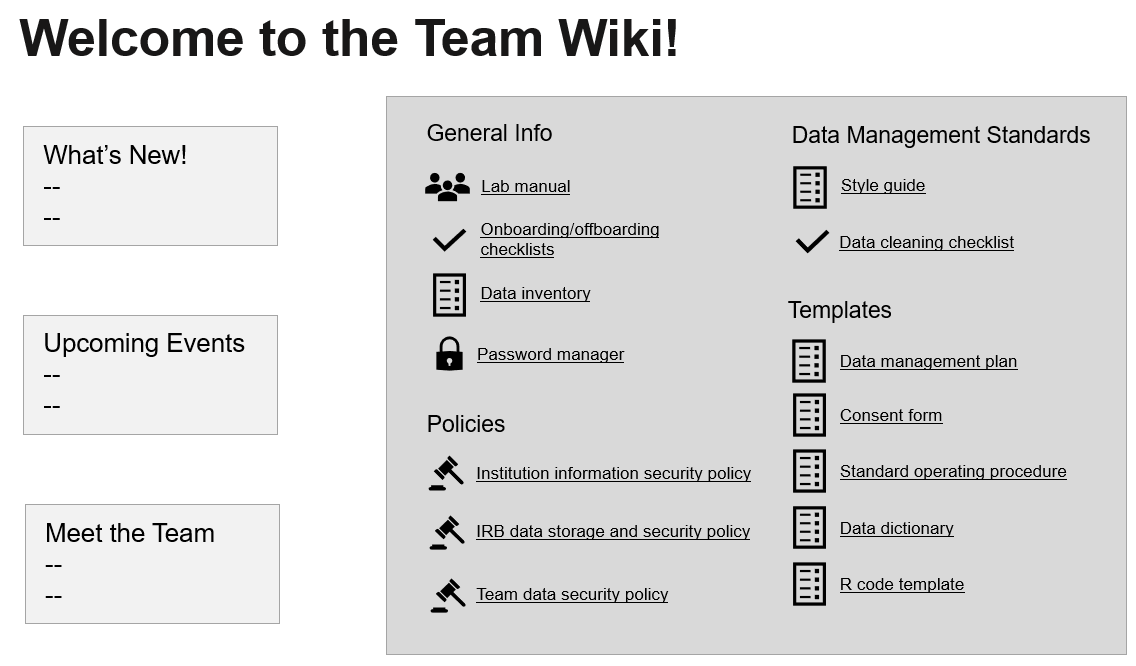 Welcome to the Team Wiki!
What’s New!
--
--
Upcoming Events
--
--
Meet the Team
--
--
General Info
Lab manual
Onboarding/offboarding
checklists
Data inventory
Password manager
Policies
Institution information security policy
IRB data storage and security policy
Team data security policy
Data Management Standards
Style guide
Data cleaning checklist
Templates
Data management plan
Consent form
Standard operating procedure
Data dictionary
R code template